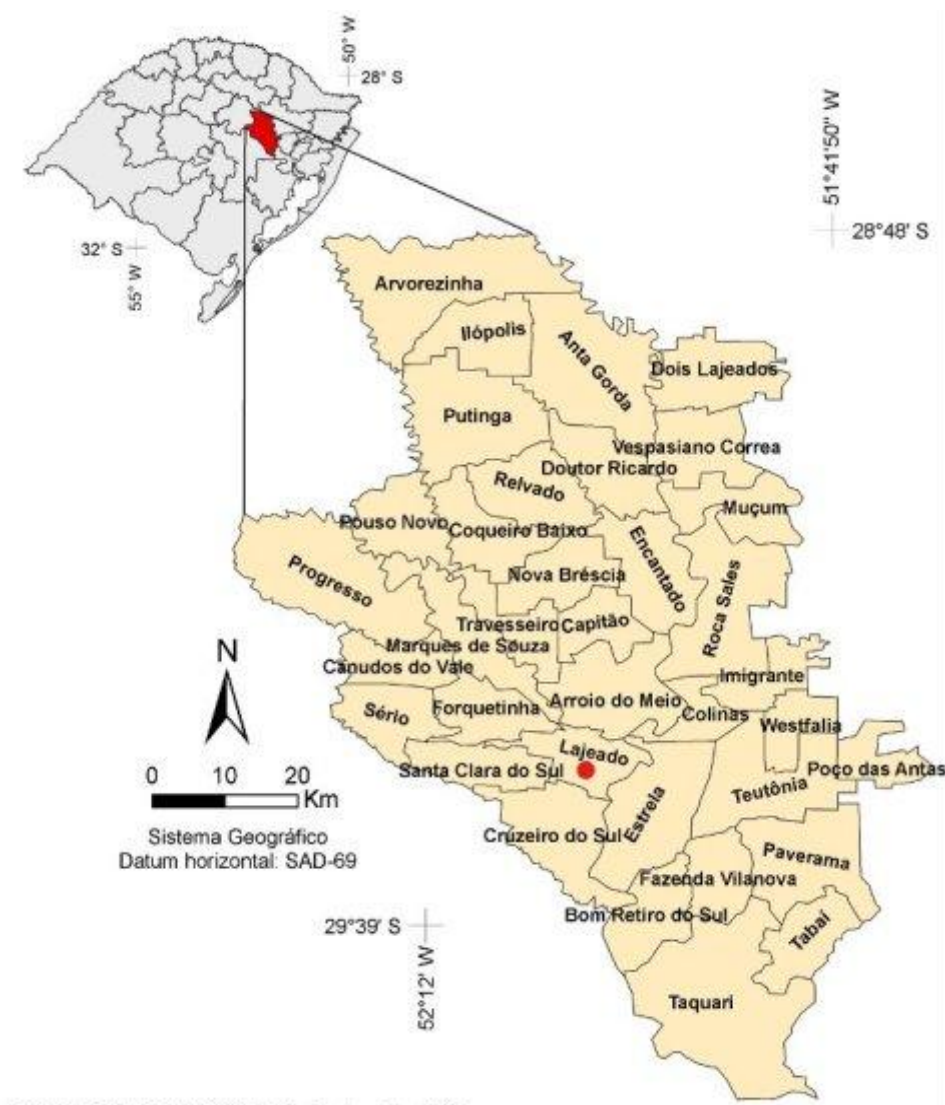 50° W
28° S
32° S
55° W
51°41'50" W
28°48' S
Arvorezinha
Ilópolis
Anta Gorda
Dois Lajeados
Putinga
Vespasiano Correa
Doutor Ricardo
Relvado
Muçum
Pouso Novo
Coqueiro Baixo
Encantado
Nova Bréscia
Progresso
Roca Sales
Travesseiro
Capitão
Marques de Souza
Canudos do Vale
Imigrante
Arroio do Meio
Forquetinha
Colinas
Sério
Westfalia
Lajeado
Santa Clara do Sul
Poço das Antas
Teutônia
Estrela
Cruzeiro do Sul
Paverama
Fazenda Vilanova
Bom Retiro do Sul
Tabaí
Taquari
N
0 10 20
Km
Sistema Geográfico
Datum horizontal: SAD-69
29°39' S
52°12' W